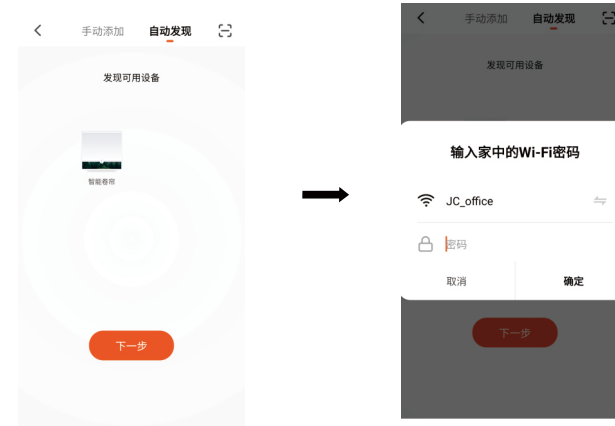 手动添加
自动发现
发现可用设备
智能卷帘
下一步
手动添加
自动发现
发现可用设备
输入家中的Wi-Fi密码
JC_office
密码
取消
确定
下一步